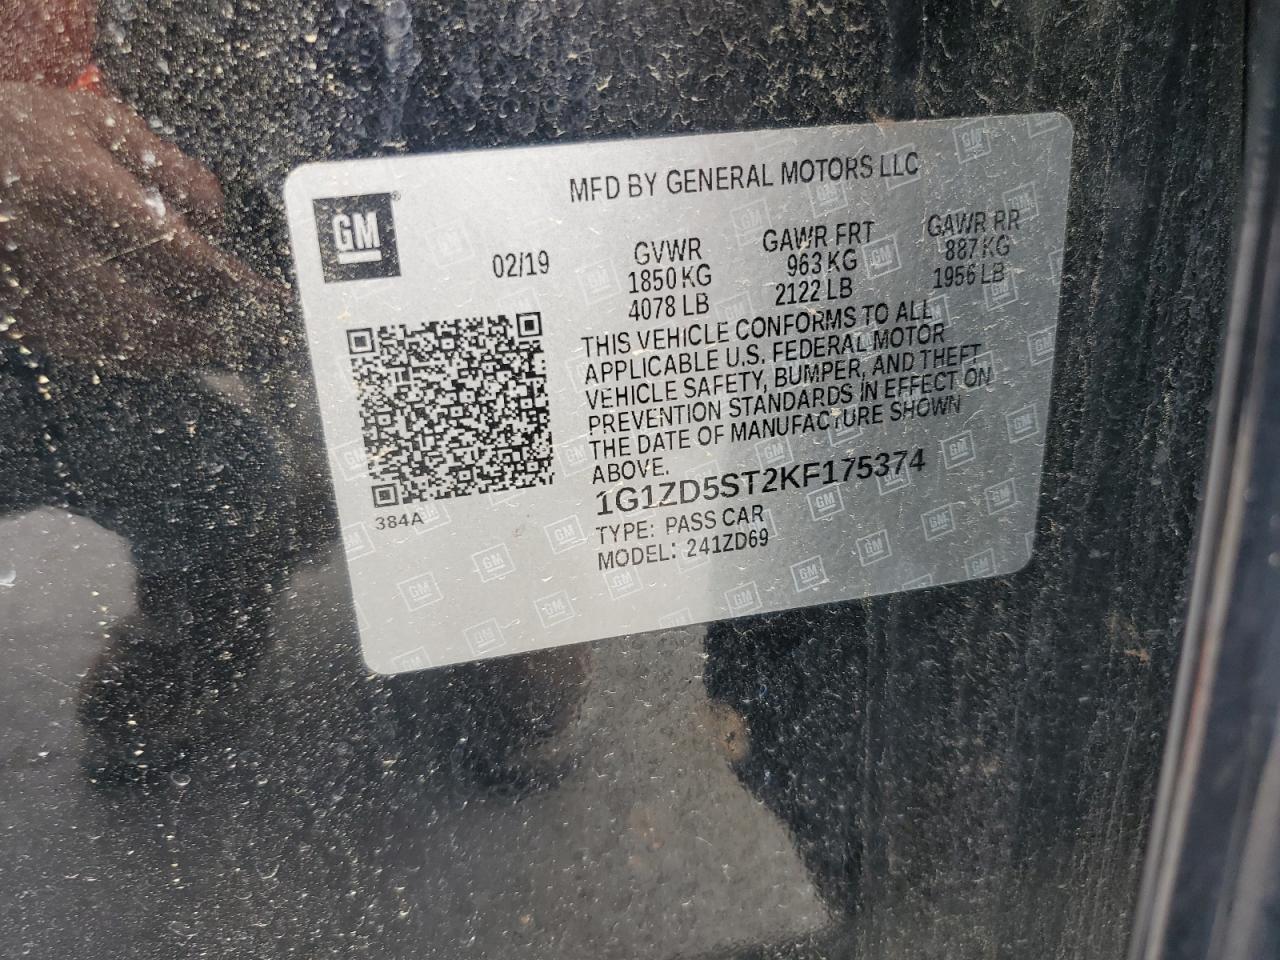 MFD BY GENERAL MOTORS LLC
GM
02/19
GVWR
1850 KG
4078 LB
GAWR FRT
963 KG
2122 LB
GAWR RR
887 KG
1956 LB
THIS VEHICLE CONFORMS TO ALL
APPLICABLE U.S. FEDERAL MOTOR
VEHICLE SAFETY, BUMPER, AND THEFT
PREVENTION STANDARDS IN EFFECT ON
THE DATE OF MANUFACTURE SHOWN
ABOVE.
1G1ZD5ST2KF175374
TYPE: PASS CAR
MODEL: 241ZD69
384A